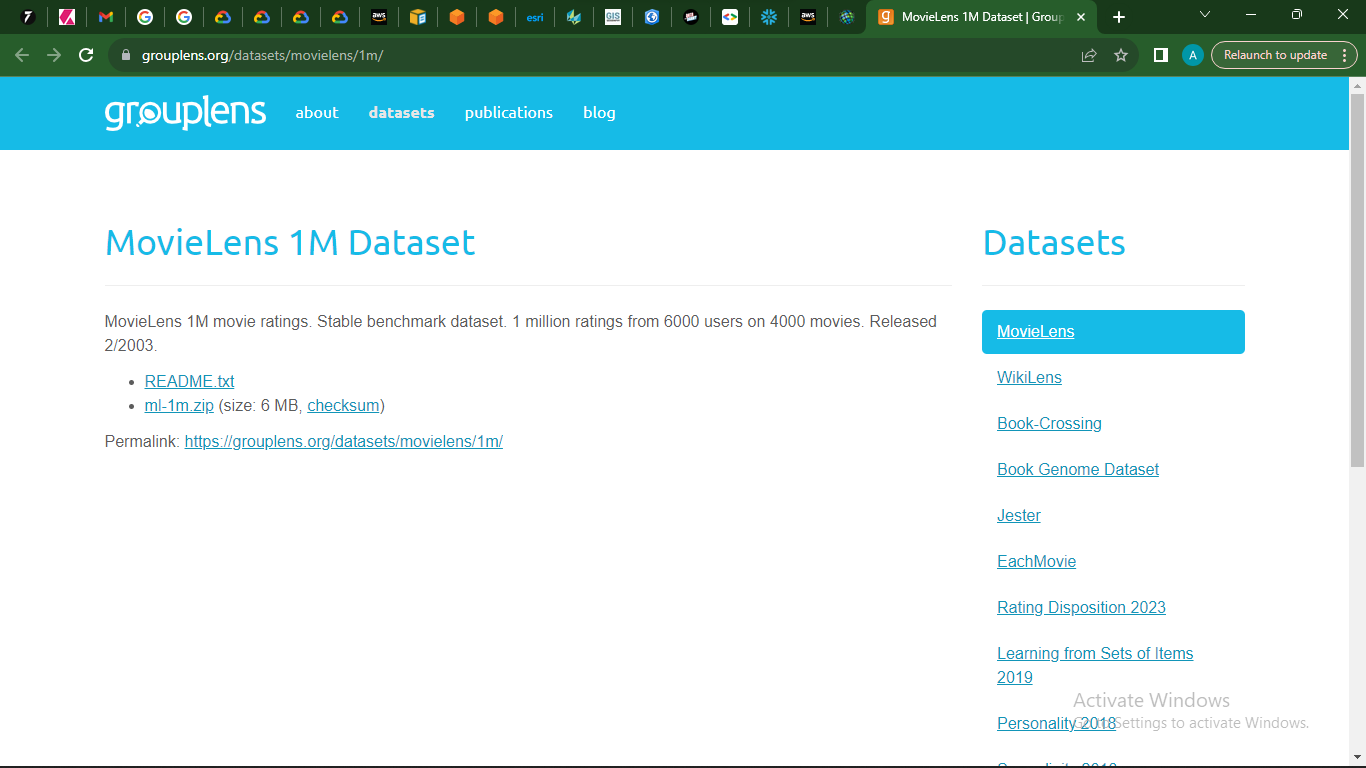 aws
esri
GIS
aws
MovieLens 1M Dataset | Group
grouplens.org/datasets/movielens/1m/
A
Relaunch to update
grouplens
about
datasets
publications
blog
MovieLens 1M Dataset
MovieLens 1M movie ratings. Stable benchmark dataset. 1 million ratings from 6000 users on 4000 movies. Released
2/2003.
README.txt
ml-1m.zip (size: 6 MB, checksum)
Permalink: https://grouplens.org/datasets/movielens/1m/
Datasets
MovieLens
WikiLens
Book-Crossing
Book Genome Dataset
Jester
EachMovie
Rating Disposition 2023
Learning from Sets of Items
2019
Personality 2018
Activate Windows
Go to Settings to activate Windows.